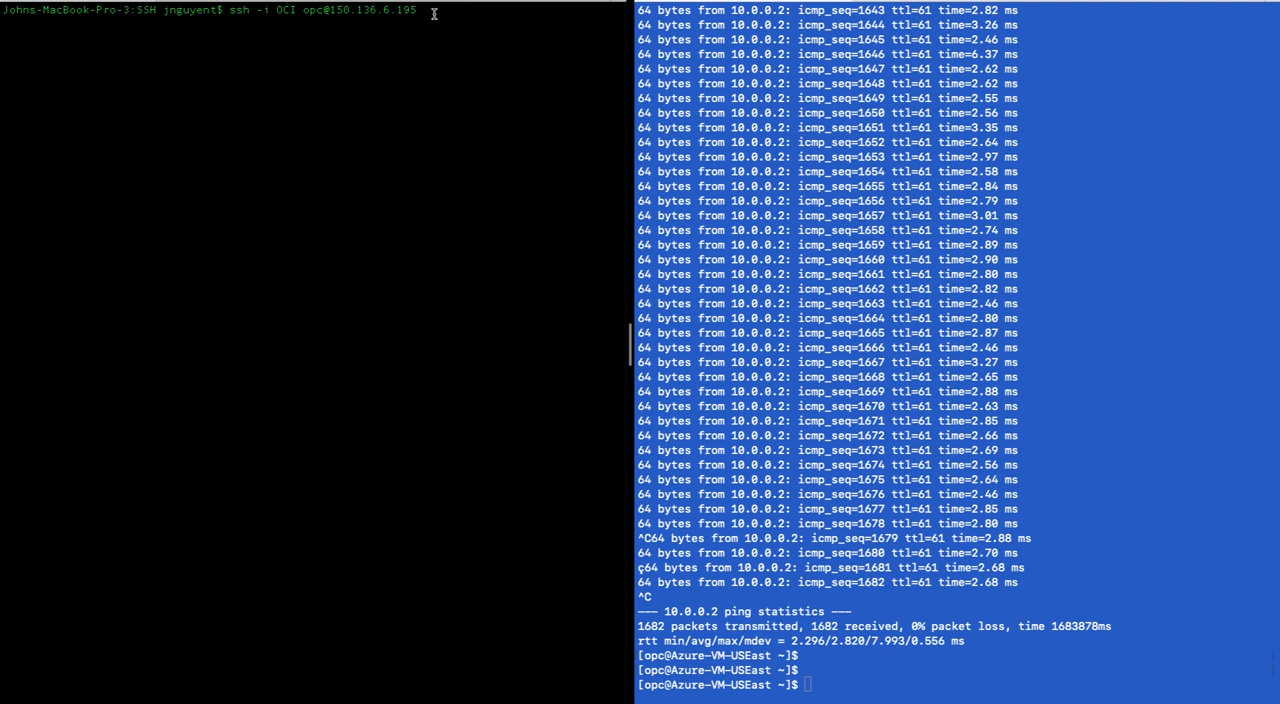 Johns-MacBook-Pro-3:SSH jnguyent$ ssh -i OCI opc@150.136.6.195
64 bytes from 10.0.0.2: icmp_seq=1643 ttl=61 time=2.82 ms
64 bytes from 10.0.0.2: icmp_seq=1644 ttl=61 time=3.26 ms
64 bytes from 10.0.0.2: icmp_seq=1645 ttl=61 time=2.46 ms
64 bytes from 10.0.0.2: icmp_seq=1646 ttl=61 time=6.37 ms
64 bytes from 10.0.0.2: icmp_seq=1647 ttl=61 time=2.62 ms
64 bytes from 10.0.0.2: icmp_seq=1648 ttl=61 time=2.62 ms
64 bytes from 10.0.0.2: icmp_seq=1649 ttl=61 time=2.55 ms
64 bytes from 10.0.0.2: icmp_seq=1650 ttl=61 time=2.56 ms
64 bytes from 10.0.0.2: icmp_seq=1651 ttl=61 time=3.35 ms
64 bytes from 10.0.0.2: icmp_seq=1652 ttl=61 time=2.64 ms
64 bytes from 10.0.0.2: icmp_seq=1653 ttl=61 time=2.97 ms
64 bytes from 10.0.0.2: icmp_seq=1654 ttl=61 time=2.58 ms
64 bytes from 10.0.0.2: icmp_seq=1655 ttl=61 time=2.84 ms
64 bytes from 10.0.0.2: icmp_seq=1656 ttl=61 time=2.79 ms
64 bytes from 10.0.0.2: icmp_seq=1657 ttl=61 time=3.01 ms
64 bytes from 10.0.0.2: icmp_seq=1658 ttl=61 time=2.74 ms
64 bytes from 10.0.0.2: icmp_seq=1659 ttl=61 time=2.89 ms
64 bytes from 10.0.0.2: icmp_seq=1660 ttl=61 time=2.90 ms
64 bytes from 10.0.0.2: icmp_seq=1661 ttl=61 time=2.80 ms
64 bytes from 10.0.0.2: icmp_seq=1662 ttl=61 time=2.82 ms
64 bytes from 10.0.0.2: icmp_seq=1663 ttl=61 time=2.46 ms
64 bytes from 10.0.0.2: icmp_seq=1664 ttl=61 time=2.80 ms
64 bytes from 10.0.0.2: icmp_seq=1665 ttl=61 time=2.87 ms
64 bytes from 10.0.0.2: icmp_seq=1666 ttl=61 time=2.46 ms
64 bytes from 10.0.0.2: icmp_seq=1667 ttl=61 time=3.27 ms
64 bytes from 10.0.0.2: icmp_seq=1668 ttl=61 time=2.65 ms
64 bytes from 10.0.0.2: icmp_seq=1669 ttl=61 time=2.88 ms
64 bytes from 10.0.0.2: icmp_seq=1670 ttl=61 time=2.63 ms
64 bytes from 10.0.0.2: icmp_seq=1671 ttl=61 time=2.85 ms
64 bytes from 10.0.0.2: icmp_seq=1672 ttl=61 time=2.66 ms
64 bytes from 10.0.0.2: icmp_seq=1673 ttl=61 time=2.69 ms
64 bytes from 10.0.0.2: icmp_seq=1674 ttl=61 time=2.56 ms
64 bytes from 10.0.0.2: icmp_seq=1675 ttl=61 time=2.64 ms
64 bytes from 10.0.0.2: icmp_seq=1676 ttl=61 time=2.46 ms
64 bytes from 10.0.0.2: icmp_seq=1677 ttl=61 time=2.85 ms
64 bytes from 10.0.0.2: icmp_seq=1678 ttl=61 time=2.80 ms
^C64 bytes from 10.0.0.2: icmp_seq=1679 ttl=61 time=2.88 ms
64 bytes from 10.0.0.2: icmp_seq=1680 ttl=61 time=2.70 ms
ç64 bytes from 10.0.0.2: icmp_seq=1681 ttl=61 time=2.68 ms
64 bytes from 10.0.0.2: icmp_seq=1682 ttl=61 time=2.68 ms
^C
--- 10.0.0.2 ping statistics ---
1682 packets transmitted, 1682 received, 0% packet loss, time 1683878ms
rtt min/avg/max/mdev = 2.296/2.820/7.993/0.556 ms
[opc@Azure-VM-USEast ~]$
[opc@Azure-VM-USEast ~]$
[opc@Azure-VM-USEast ~]$